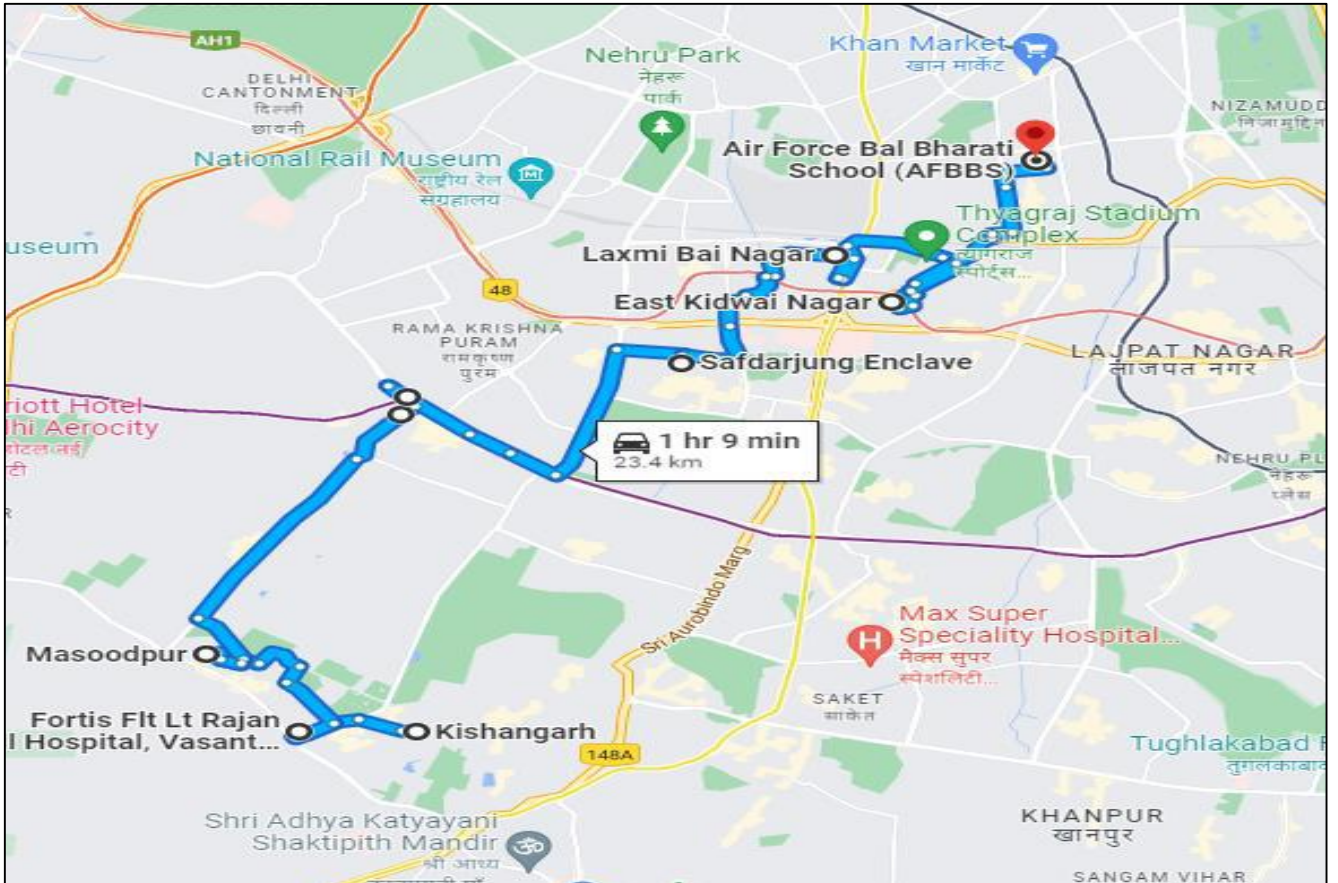 AH1
DELHI
CANTONMENT
दिल्ली
छावनी
Nehru Park
नेहरू
पार्क
Khan Market
खान मार्केट
NIZAMUDD
Air Force Bal Bharati
School (AFBBS)
National Rail Museum
राष्ट्रीय रेल
संग्रहालय
useum
Thyagraj Stadium
Complex
त्यागराज
स्पोर्ट्स...
Laxmi Bai Nagar
48
East Kidwai Nagar
RAMA KRISHNA
PURAM
रामकृष्ण
पुरम
Safdarjung Enclave
LAJPAT NAGAR
लाजपत नगर
riott Hotel
lhi Aerocity
होटल नई
टी
1 hr 9 min
23.4 km
NEHRU PL
नेहरू
प्लेस
Sri Aurobindo Marg
Max Super
Speciality Hospital...
मैक्स सुपर
स्पेशलिटी...
Masoodpur
SAKET
साकेत
Fortis Flt Lt Rajan
l Hospital, Vasant...
Kishangarh
148A
Tughlakabad F
Shri Adhya Katyayani
Shaktipith Mandir
श्री आद्य
KHANPUR
खानपुर
SANGAM VIHAR